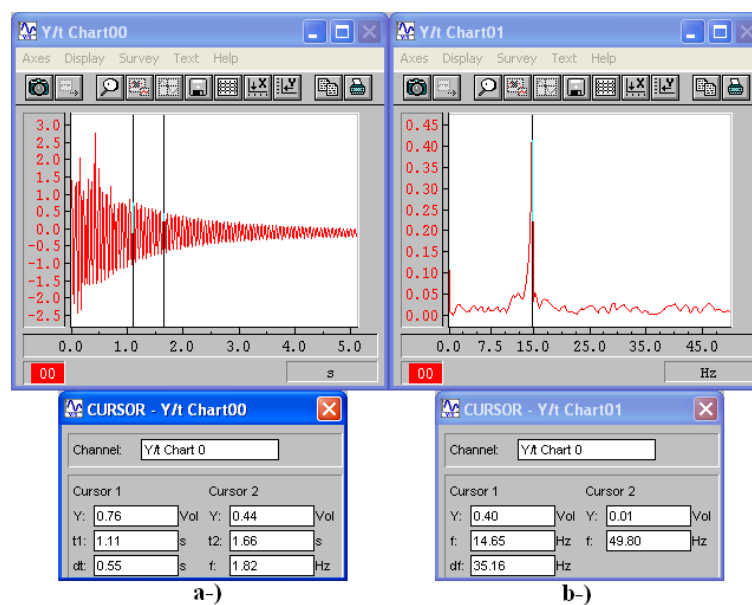 Y/t Chart00
Axes Display Survey Text Help
3.0
2.5
2.0
1.5
1.0
0.5
0.0
-0.5
-1.0
-1.5
-2.0
-2.5
0.0 1.0 2.0 3.0 4.0 5.0
00 s
Y/t Chart01
Axes Display Survey Text Help
0.45
0.40
0.35
0.30
0.25
0.20
0.15
0.10
0.05
0.00
0.0 7.5 15.0 25.0 35.0 45.0
00 Hz
CURSOR - Y/t Chart00
Channel: Y/t Chart 0
Cursor 1 Cursor 2
Y: 0.76 Vol Y: 0.44 Vol
t1: 1.11 s t2: 1.66 s
dt: 0.55 s f: 1.82 Hz
a-)
CURSOR - Y/t Chart01
Channel: Y/t Chart 0
Cursor 1 Cursor 2
Y: 0.40 Vol Y: 0.01 Vol
f: 14.65 Hz f: 49.80 Hz
df: 35.16 Hz
b-)